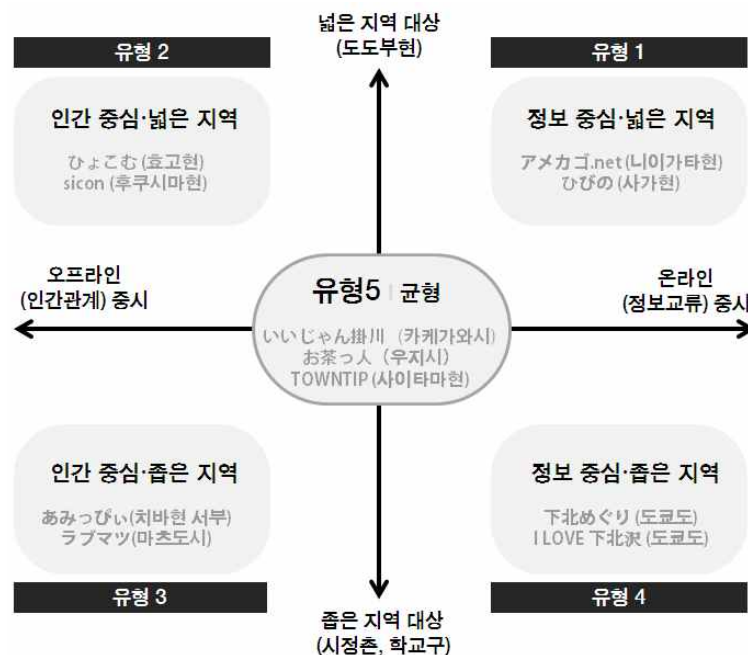 넓은 지역 대상
(도도부현)
유형 2
인간 중심·넓은 지역
ひょこむ (효고현)
sicon (후쿠시마현)
유형 1
정보 중심·넓은 지역
アメカゴ.net (니이가타현)
ひびの (사가현)
오프라인
(인간관계) 중시
유형5 | 균형
いいじゃん掛川 (카케가와시)
お茶っ人 (우지시)
TOWNTIP (사이타마현)
온라인
(정보교류) 중시
인간 중심·좁은 지역
あみっぴぃ(치바현 서부)
ラブマツ(마츠도시)
유형 3
정보 중심·좁은 지역
下北めぐり (도쿄도)
I LOVE 下北沢 (도쿄도)
유형 4
좁은 지역 대상
(시정촌, 학교구)